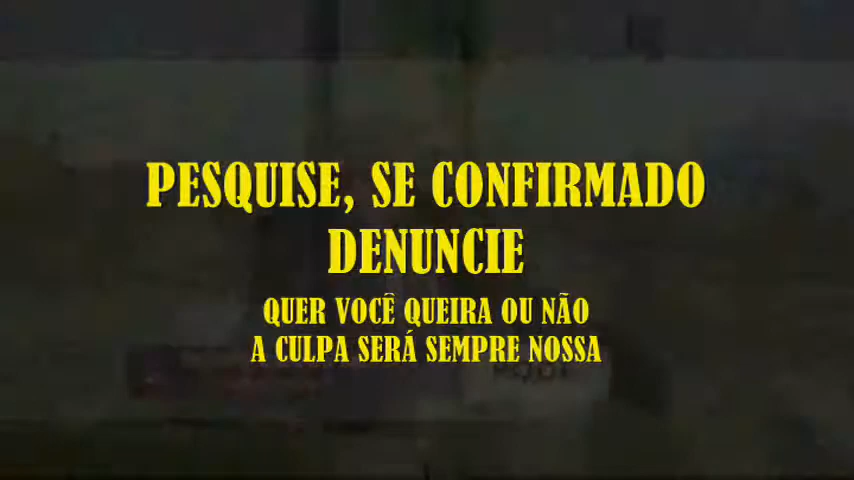 PESQUISE, SE CONFIRMADO
DENUNCIE
QUER VOCÊ QUEIRA OU NÃO
A CULPA SERÁ SEMPRE NOSSA